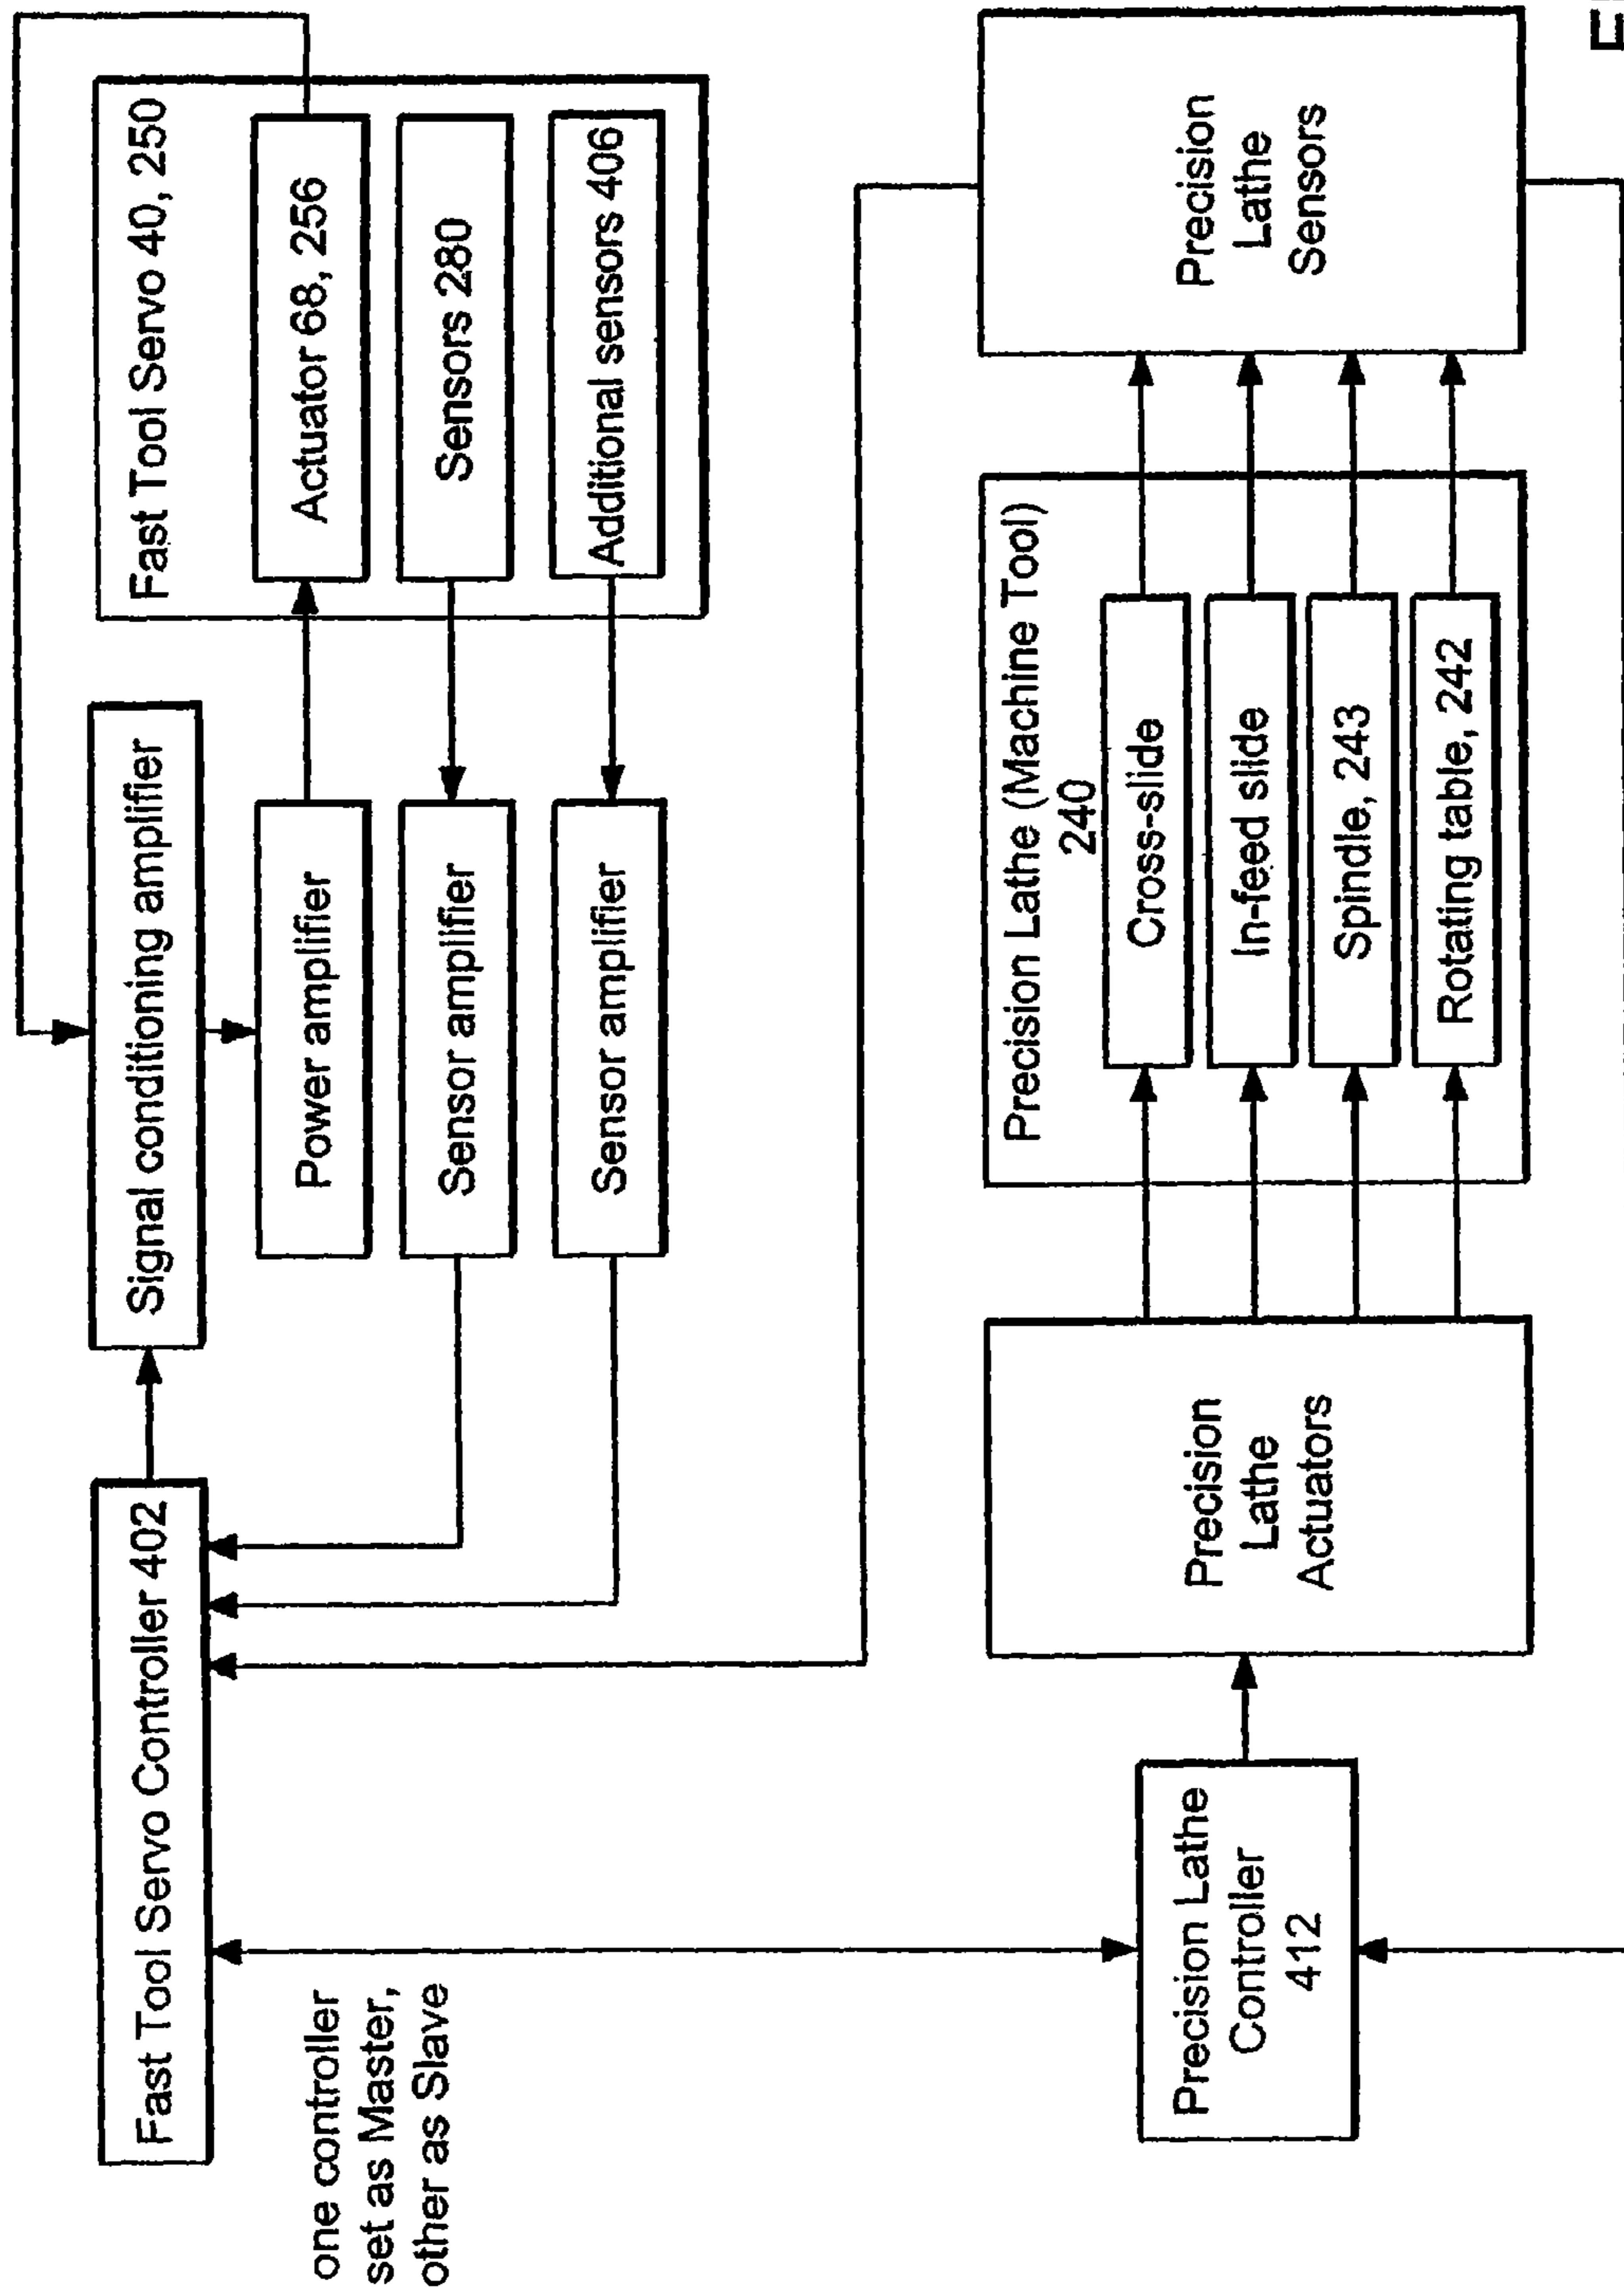 Fast Tool Servo Controller 402
Signal conditioning amplifier
Fast Tool Servo 40, 250
Power amplifier
Actuator 68, 256
Sensor amplifier
Sensors 280
Sensor amplifier
Additional sensors 406
one controller
set as Master,
other as Slave
Precision Lathe
Controller
412
Precision
Lathe
Actuators
Precision Lathe (Machine Tool)
240
Cross-slide
In-feed slide
Spindle, 243
Rotating table, 242
Precision
Lathe
Sensors